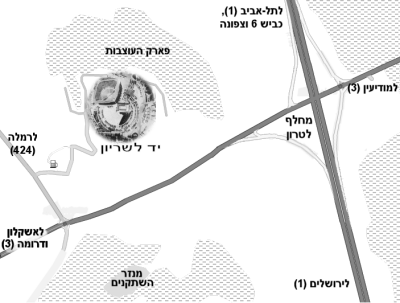 לתל-אביב (1),
כביש 6 וצפונה
פארק העוצבות
למודיעין (3)
מחלף
לטרון
לרמלה
(424)
יד לשריון
לאשקלון
ודרומה (3)
מנזר
השתקנים
לירושלים (1)